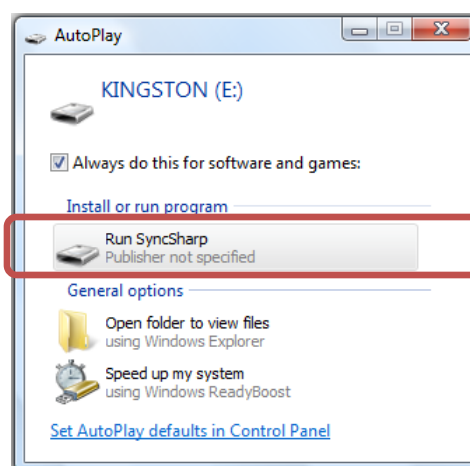 AutoPlay
KINGSTON (E:)
Always do this for software and games:
Install or run program
Run SyncSharp
Publisher not specified
General options
Open folder to view files
using Windows Explorer
Speed up my system
using Windows ReadyBoost
Set AutoPlay defaults in Control Panel